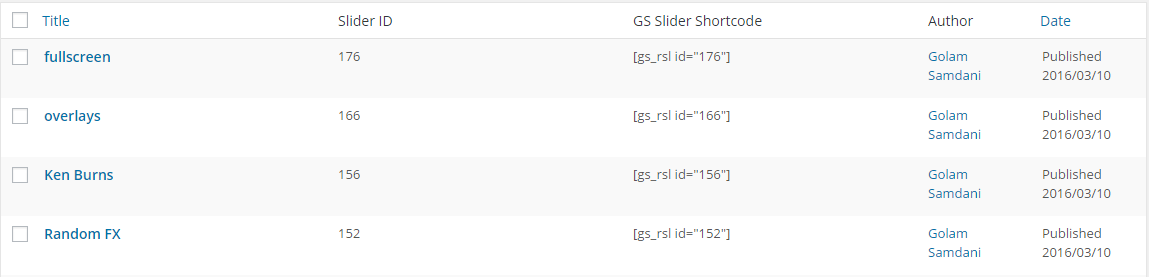 Title Slider ID GS Slider Shortcode Author Date
fullscreen 176 [gs_rsl id="176"] Golam Published
Samdani 2016/03/10
overlays 166 [gs_rsl id="166"] Golam Published
Samdani 2016/03/10
Ken Burns 156 [gs_rsl id="156"] Golam Published
Samdani 2016/03/10
Random FX 152 [gs_rsl id="152"] Golam Published
Samdani 2016/03/10